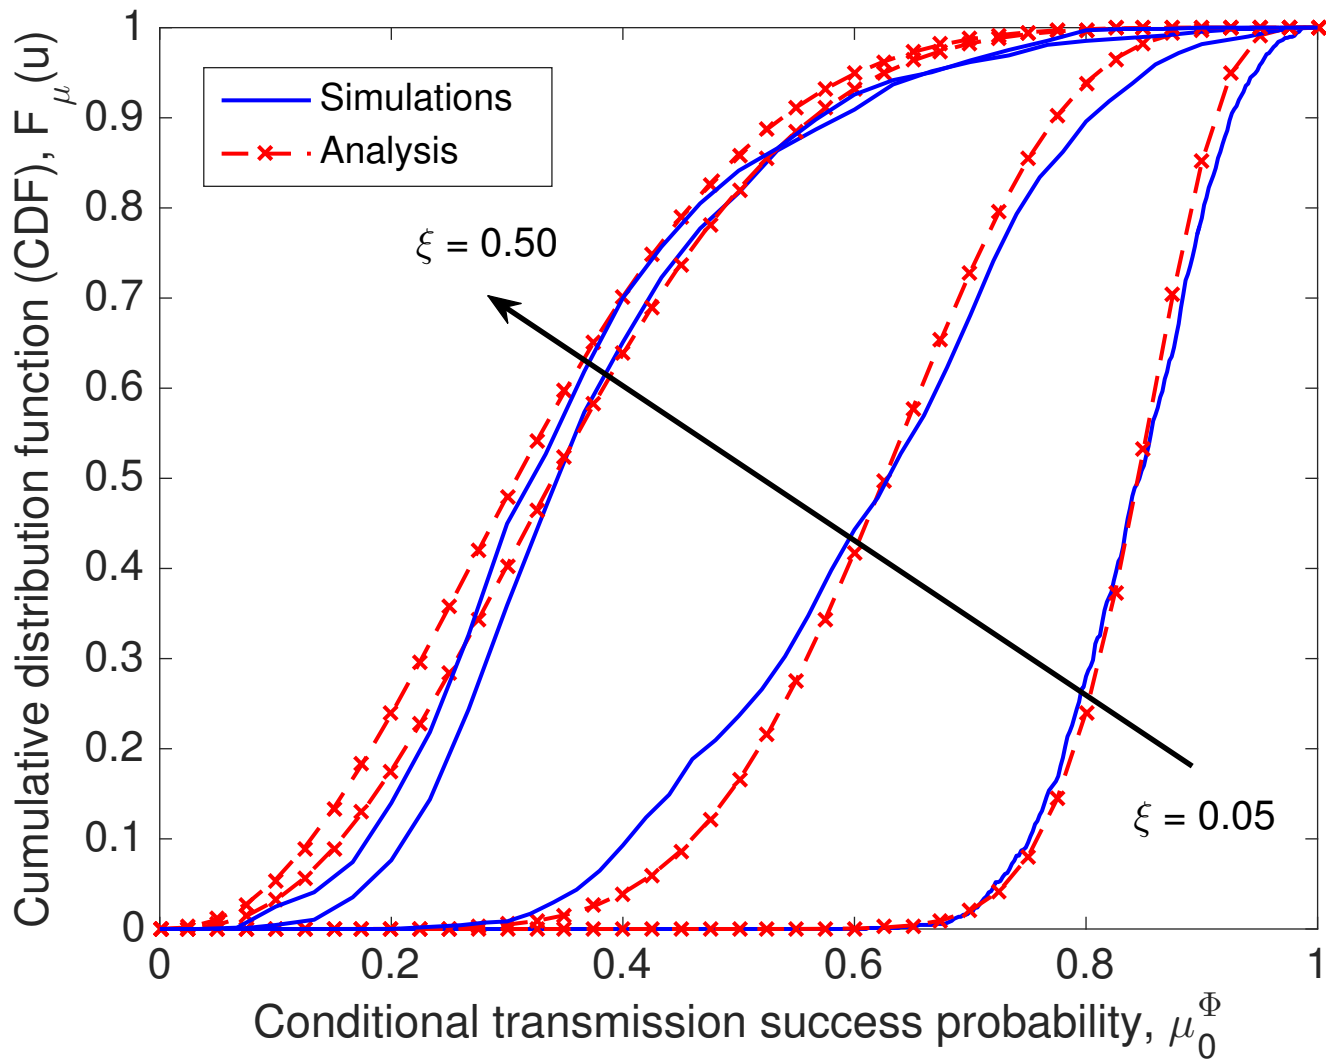 Cumulative distribution function (CDF), F_μ(u)
1
0.9
0.8
0.7
0.6
0.5
0.4
0.3
0.2
0.1
0
Simulations
Analysis
ξ = 0.50
ξ = 0.05
0 0.2 0.4 0.6 0.8 1
Conditional transmission success probability, μ_0^Φ